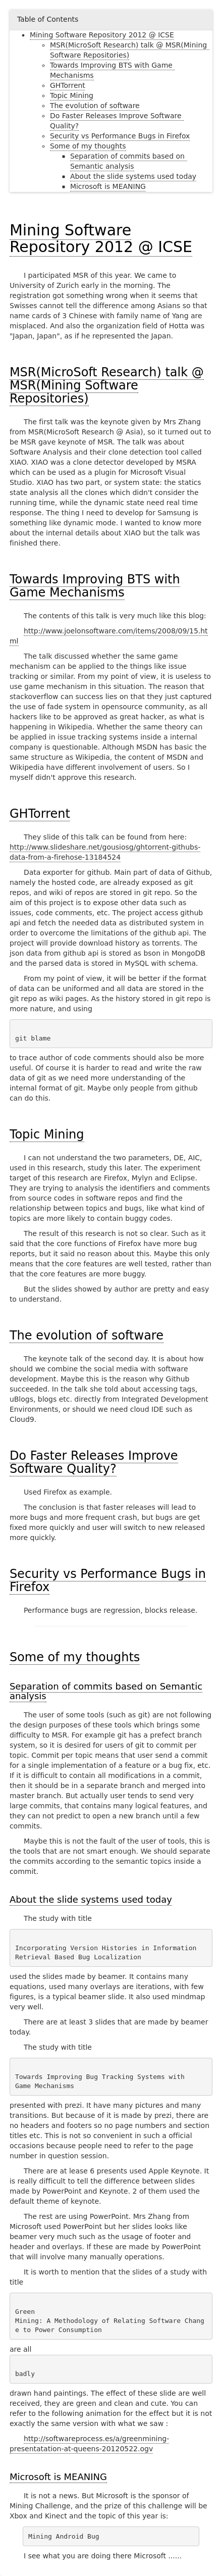 Table of Contents
Mining Software Repository 2012 @ ICSE
MSR(MicroSoft Research) talk @ MSR(Mining
Software Repositories)
Towards Improving BTS with Game
Mechanisms
GHTorrent
Topic Mining
The evolution of software
Do Faster Releases Improve Software
Quality?
Security vs Performance Bugs in Firefox
Some of my thoughts
Separation of commits based on
Semantic analysis
About the slide systems used today
Microsoft is MEANING
Mining Software
Repository 2012 @ ICSE
I participated MSR of this year. We came to
University of Zurich early in the morning. The
registration got something wrong when it seems that
Swisses cannot tell the difference among Asians so that
name cards of 3 Chinese with family name of Yang are
misplaced. And also the organization field of Hotta was
"Japan, Japan", as if he represented the Japan.
MSR(MicroSoft Research) talk @
MSR(Mining Software
Repositories)
The first talk was the keynote given by Mrs Zhang
from MSR(MicroSoft Research @ Asia), so it turned out to
be MSR gave keynote of MSR. The talk was about
Software Analysis and their clone detection tool called
XIAO. XIAO was a clone detector developed by MSRA
which can be used as a plugin for Microsoft Visual
Studio. XIAO has two part, or system state: the statics
state analysis all the clones which didn't consider the
running time, while the dynamic state need real time
response. The thing I need to develop for Samsung is
something like dynamic mode. I wanted to know more
about the internal details about XIAO but the talk was
finished there.
Towards Improving BTS with
Game Mechanisms
The contents of this talk is very much like this blog:
http://www.joelonsoftware.com/items/2008/09/15.ht
ml
The talk discussed whether the same game
mechanism can be applied to the things like issue
tracking or similar. From my point of view, it is useless to
use game mechanism in this situation. The reason that
stackoverflow can success lies on that they just captured
the use of fade system in opensource community, as all
hackers like to be approved as great hacker, as what is
happening in Wikipedia. Whether the same theory can
be applied in issue tracking systems inside a internal
company is questionable. Although MSDN has basic the
same structure as Wikipedia, the content of MSDN and
Wikipedia have different involvement of users. So I
myself didn't approve this research.
GHTorrent
They slide of this talk can be found from here:
http://www.slideshare.net/gousiosg/ghtorrent-githubs-
data-from-a-firehose-13184524
Data exporter for github. Main part of data of Github,
namely the hosted code, are already exposed as git
repos, and wiki of repos are stored in git repo. So the
aim of this project is to expose other data such as
issues, code comments, etc. The project access github
api and fetch the needed data as distributed system in
order to overcome the limitations of the github api. The
project will provide download history as torrents. The
json data from github api is stored as bson in MongoDB
and the parsed data is stored in MySQL with schema.
From my point of view, it will be better if the format
of data can be uniformed and all data are stored in the
git repo as wiki pages. As the history stored in git repo is
more nature, and using
git blame
to trace author of code comments should also be more
useful. Of course it is harder to read and write the raw
data of git as we need more understanding of the
internal format of git. Maybe only people from github
can do this.
Topic Mining
I can not understand the two parameters, DE, AIC,
used in this research, study this later. The experiment
target of this research are Firefox, Mylyn and Eclipse.
They are trying to analysis the identifiers and comments
from source codes in software repos and find the
relationship between topics and bugs, like what kind of
topics are more likely to contain buggy codes.
The result of this research is not so clear. Such as it
said that the core functions of Firefox have more bug
reports, but it said no reason about this. Maybe this only
means that the core features are well tested, rather than
that the core features are more buggy.
But the slides showed by author are pretty and easy
to understand.
The evolution of software
The keynote talk of the second day. It is about how
should we combine the social media with software
development. Maybe this is the reason why Github
succeeded. In the talk she told about accessing tags,
uBlogs, blogs etc. directly from Integrated Development
Environments, or should we need cloud IDE such as
Cloud9.
Do Faster Releases Improve
Software Quality?
Used Firefox as example.
The conclusion is that faster releases will lead to
more bugs and more frequent crash, but bugs are get
fixed more quickly and user will switch to new released
more quickly.
Security vs Performance Bugs in
Firefox
Performance bugs are regression, blocks release.
Some of my thoughts
Separation of commits based on Semantic
analysis
The user of some tools (such as git) are not following
the design purposes of these tools which brings some
difficulty to MSR. For example git has a prefect branch
system, so it is desired for users of git to commit per
topic. Commit per topic means that user send a commit
for a single implementation of a feature or a bug fix, etc.
If it is difficult to contain all modifications in a commit,
then it should be in a separate branch and merged into
master branch. But actually user tends to send very
large commits, that contains many logical features, and
they can not predict to open a new branch until a few
commits.
Maybe this is not the fault of the user of tools, this is
the tools that are not smart enough. We should separate
the commits according to the semantic topics inside a
commit.
About the slide systems used today
The study with title
Incorporating Version Histories in Information
Retrieval Based Bug Localization
used the slides made by beamer. It contains many
equations, used many overlays are iterations, with few
figures, is a typical beamer slide. It also used mindmap
very well.
There are at least 3 slides that are made by beamer
today.
The study with title
Towards Improving Bug Tracking Systems with
Game Mechanisms
presented with prezi. It have many pictures and many
transitions. But because of it is made by prezi, there are
no headers and footers so no page numbers and section
titles etc. This is not so convenient in such a official
occasions because people need to refer to the page
number in question session.
There are at lease 6 presents used Apple Keynote. It
is really difficult to tell the difference between slides
made by PowerPoint and Keynote. 2 of them used the
default theme of keynote.
The rest are using PowerPoint. Mrs Zhang from
Microsoft used PowerPoint but her slides looks like
beamer very much such as the usage of footer and
header and overlays. If these are made by PowerPoint
that will involve many manually operations.
It is worth to mention that the slides of a study with
title
Green
Mining: A Methodology of Relating Software Chang
e to Power Consumption
are all
badly
drawn hand paintings. The effect of these slide are well
received, they are green and clean and cute. You can
refer to the following animation for the effect but it is not
exactly the same version with what we saw :
http://softwareprocess.es/a/greenmining-
presentation-at-queens-20120522.ogv
Microsoft is MEANING
It is not a news. But Microsoft is the sponsor of
Mining Challenge, and the prize of this challenge will be
Xbox and Kinect and the topic of this year is:
Mining Android Bug
I see what you are doing there Microsoft ……